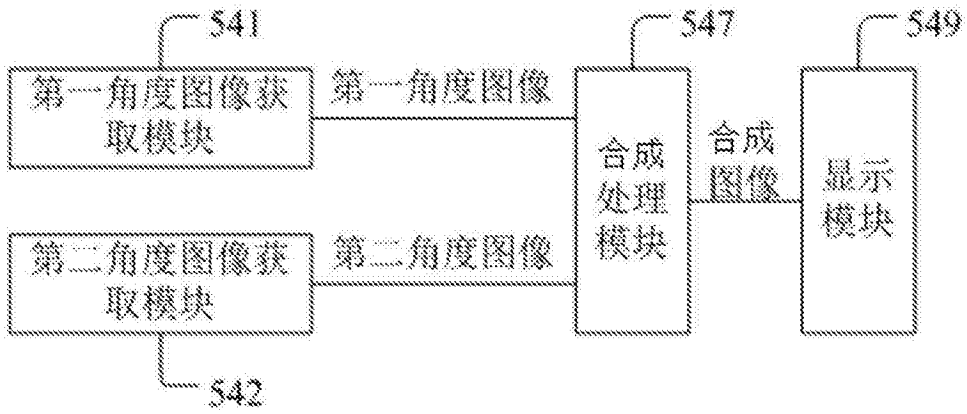 541
547
549
第一角度图像获
取模块
第一角度图像
合成
处理
模块
合成
图像
显示
模块
第二角度图像获
取模块
第二角度图像
542